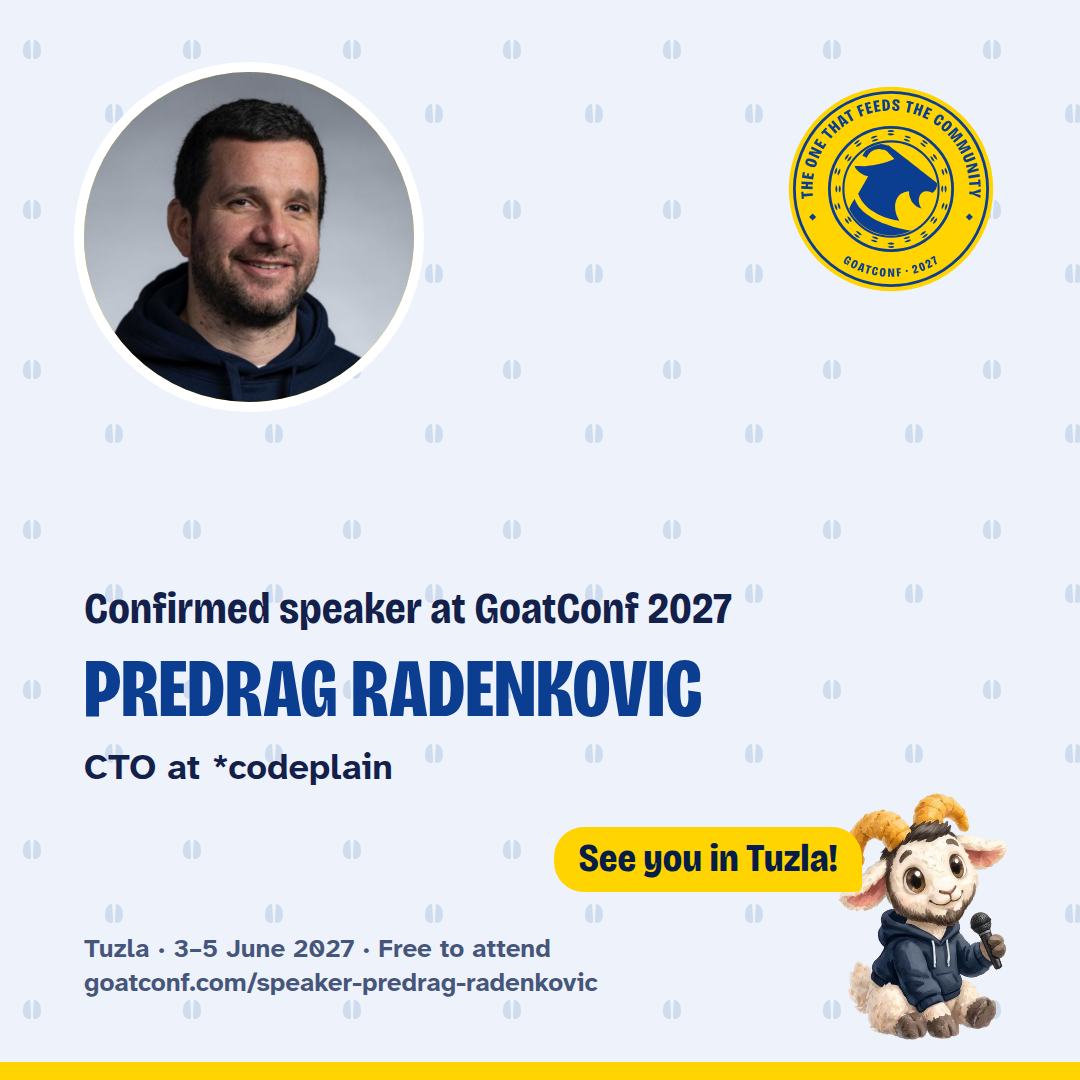 THE ONE THAT FEEDS THE COMMUNITY
GOATCONF · 2027
Confirmed speaker at GoatConf 2027
PREDRAG RADENKOVIC
CTO at *codeplain
See you in Tuzla!
Tuzla · 3–5 June 2027 · Free to attend
goatconf.com/speaker-predrag-radenkovic